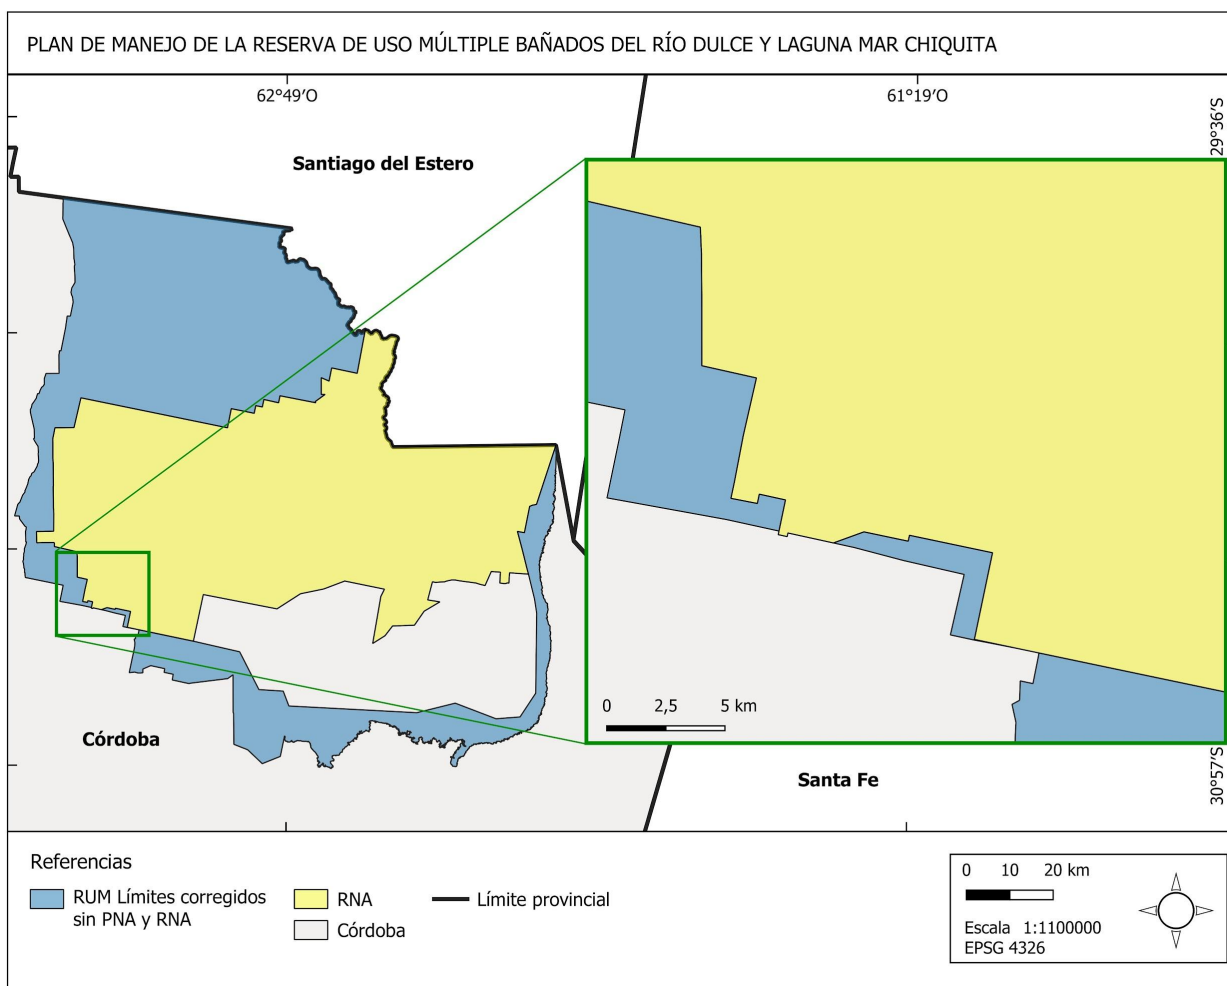 PLAN DE MANEJO DE LA RESERVA DE USO MÚLTIPLE BAÑADOS DEL RÍO DULCE Y LAGUNA MAR CHIQUITA
62°49'O
61°19'O
29°36'S
Santiago del Estero
0 2,5 5 km
Córdoba
Santa Fe
30°57'S
Referencias
RUM Límites corregidos
sin PNA y RNA
RNA
Córdoba
Límite provincial
0 10 20 km
Escala 1:1100000
EPSG 4326